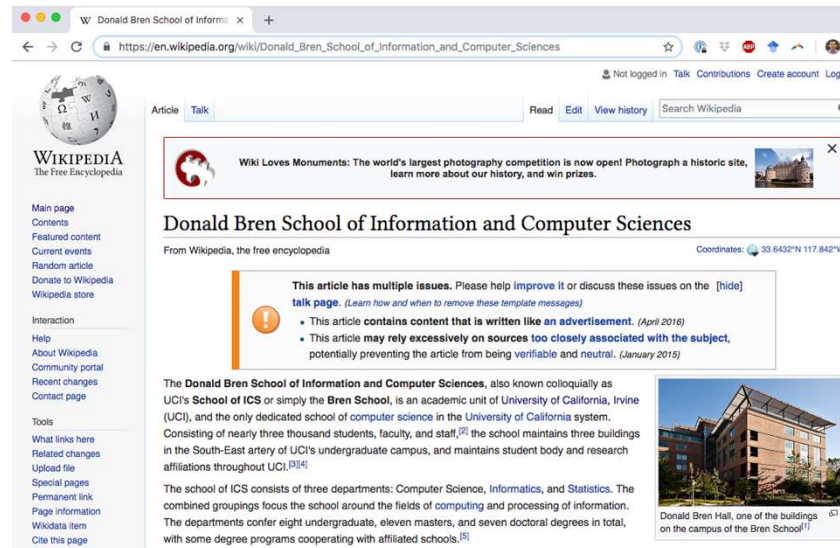 W Donald Bren School of Informa × +
https://en.wikipedia.org/wiki/Donald_Bren_School_of_Information_and_Computer_Sciences
ABP
Not logged in Talk Contributions Create account Log
Article Talk Read Edit View history Search Wikipedia
WIKIPEDIA
The Free Encyclopedia
Main page
Contents
Featured content
Current events
Random article
Donate to Wikipedia
Wikipedia store
Interaction
Help
About Wikipedia
Community portal
Recent changes
Contact page
Tools
What links here
Related changes
Upload file
Special pages
Permanent link
Page information
Wikidata item
Cite this page
Wiki Loves Monuments: The world's largest photography competition is now open! Photograph a historic site,
learn more about our history, and win prizes.
Donald Bren School of Information and Computer Sciences
From Wikipedia, the free encyclopedia
Coordinates: 33.6432°N 117.842°W
This article has multiple issues. Please help improve it or discuss these issues on the [hide]
talk page. (Learn how and when to remove these template messages)
• This article contains content that is written like an advertisement. (April 2016)
• This article may rely excessively on sources too closely associated with the subject,
potentially preventing the article from being verifiable and neutral. (January 2015)
The Donald Bren School of Information and Computer Sciences, also known colloquially as
UCI's School of ICS or simply the Bren School, is an academic unit of University of California, Irvine
(UCI), and the only dedicated school of computer science in the University of California system.
Consisting of nearly three thousand students, faculty, and staff,[2] the school maintains three buildings
in the South-East artery of UCI's undergraduate campus, and maintains student body and research
affiliations throughout UCI.[3][4]
The school of ICS consists of three departments: Computer Science, Informatics, and Statistics. The
combined groupings focus the school around the fields of computing and processing of information.
The departments confer eight undergraduate, eleven masters, and seven doctoral degrees in total,
with some degree programs cooperating with affiliated schools.[5]
Donald Bren Hall, one of the buildings
on the campus of the Bren School[1]